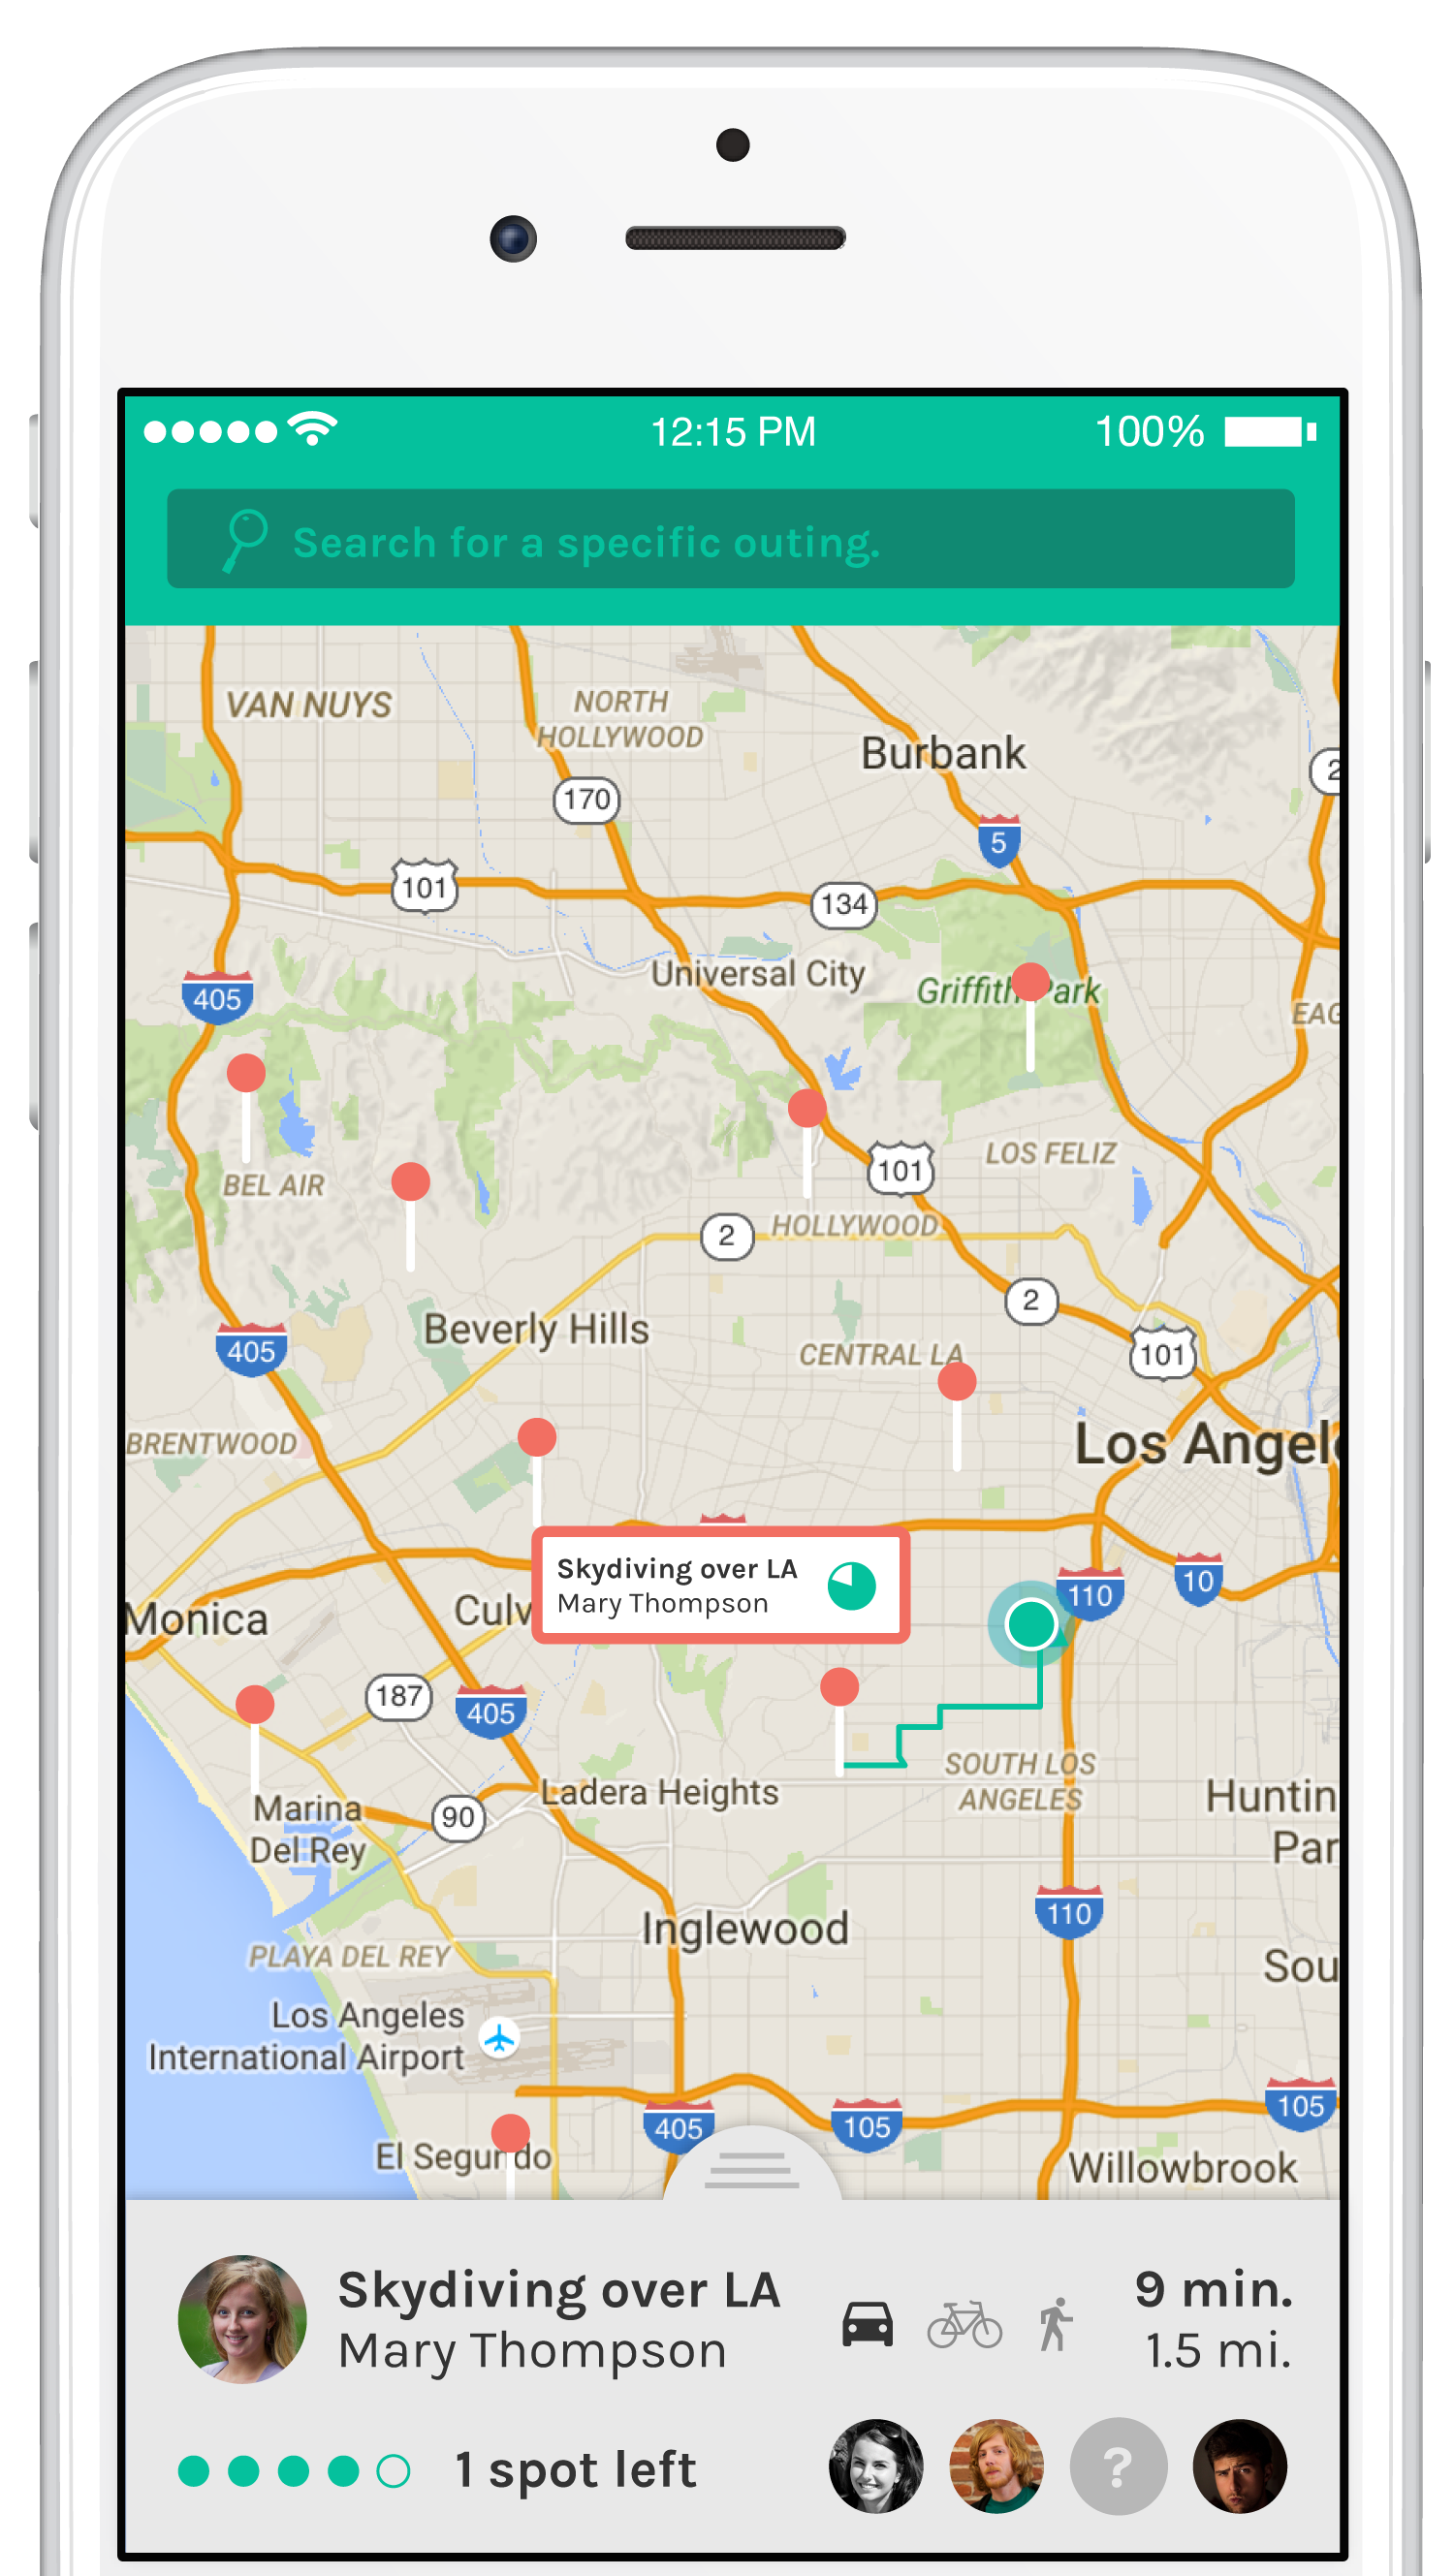 12:15 PM
100%
Search for a specific outing.
VAN NUYS
NORTH
HOLLYWOOD
Burbank
170
2
5
101
134
Universal City
Griffith Park
405
EAG
BEL AIR
LOS FELIZ
101
HOLLYWOOD
2
2
Beverly Hills
405
CENTRAL LA
101
BRENTWOOD
Los Angele
Skydiving over LA
Mary Thompson
110
10
Monica
Culv
187
405
SOUTH LOS
ANGELES
Ladera Heights
Huntin
Par
Marina
Del Rey
90
110
Inglewood
PLAYA DEL REY
Sou
Los Angeles
International Airport
405
105
105
El Segundo
Willowbrook
Skydiving over LA
Mary Thompson
9 min.
1.5 mi.
1 spot left
?